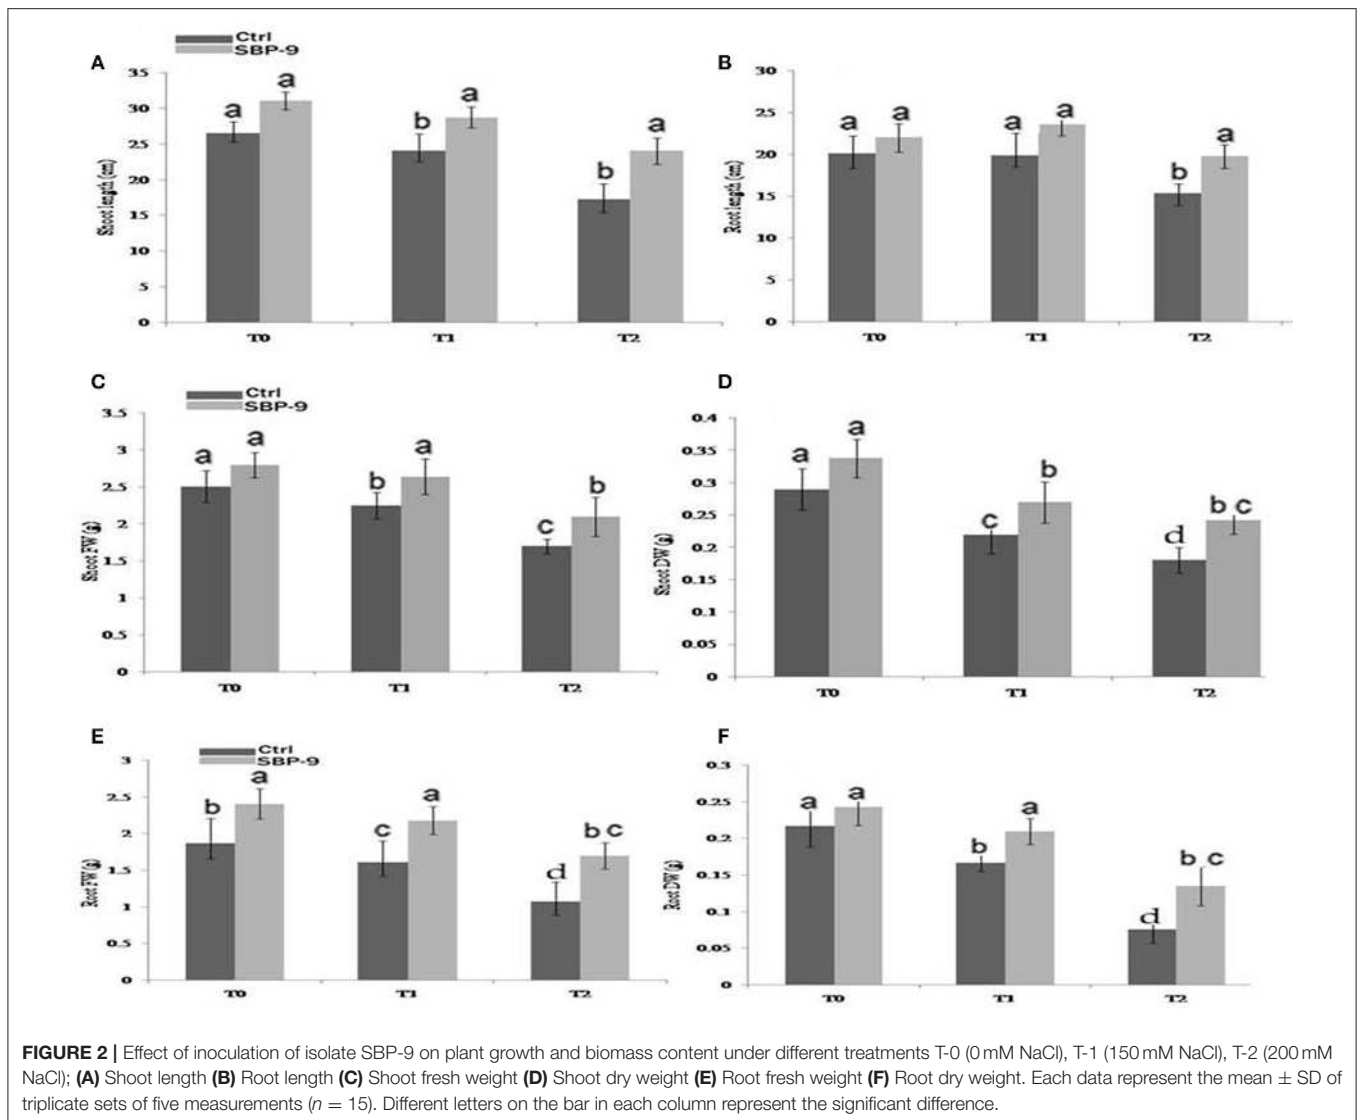 Ctrl
SBP-9
A
35
30
25
20
15
10
5
0
Shoot length (cm)
a a b a b a
T0 T1 T2
B
30
25
20
15
10
5
0
Root length (cm)
a a a a b a
T0 T1 T2
Ctrl
SBP-9
C
3.5
3
2.5
2
1.5
1
0.5
0
Shoot FW (g)
a a b a c b
T0 T1 T2
D
0.4
0.35
0.3
0.25
0.2
0.15
0.1
0.05
0
Shoot DW (g)
a a c b d b c
T0 T1 T2
Ctrl
SBP-9
E
3
2.5
2
1.5
1
0.5
0
Root FW (g)
b a c a d b c
T0 T1 T2
F
0.3
0.25
0.2
0.15
0.1
0.05
0
Root DW (g)
a a b a d b c
T0 T1 T2
FIGURE 2 | Effect of inoculation of isolate SBP-9 on plant growth and biomass content under different treatments T-0 (0 mM NaCl), T-1 (150 mM NaCl), T-2 (200 mM
NaCl); (A) Shoot length (B) Root length (C) Shoot fresh weight (D) Shoot dry weight (E) Root fresh weight (F) Root dry weight. Each data represent the mean ± SD of
triplicate sets of five measurements (n = 15). Different letters on the bar in each column represent the significant difference.